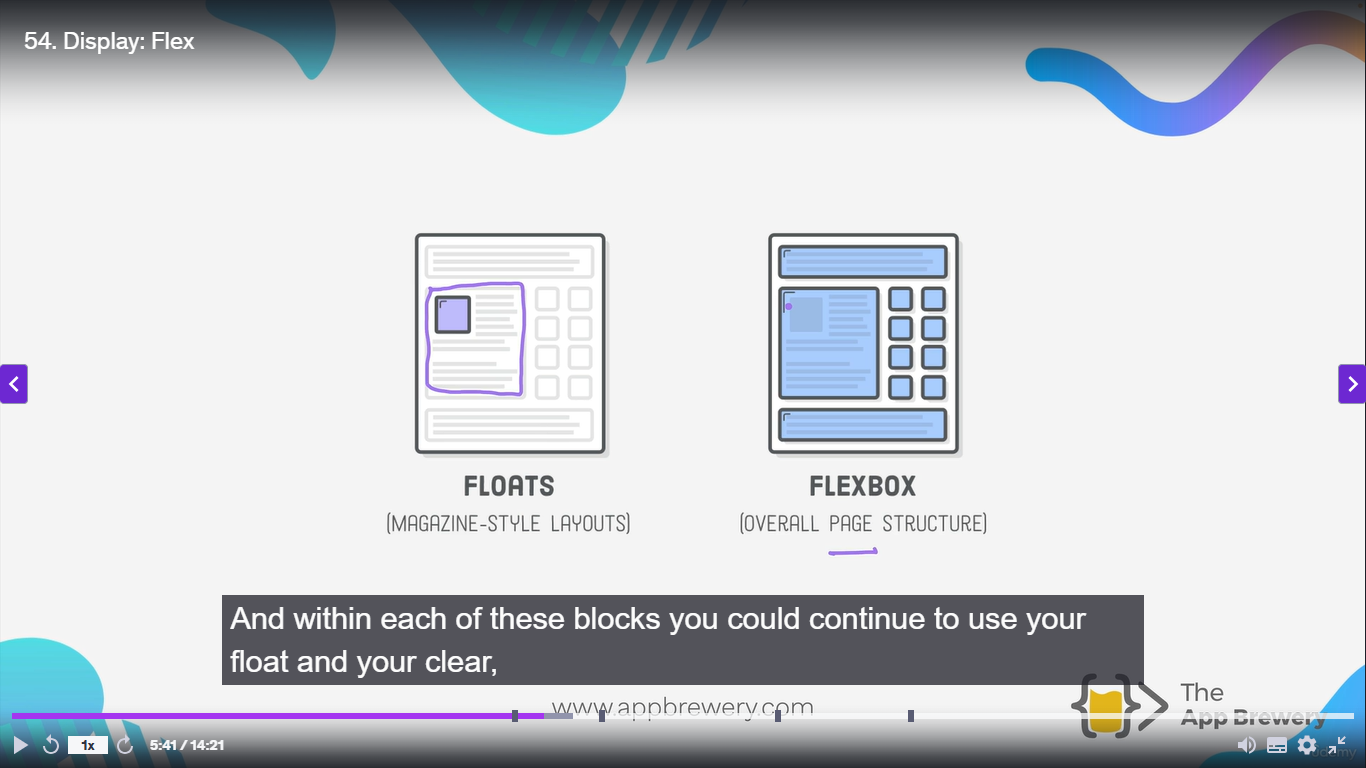 54. Display: Flex
FLOATS
(MAGAZINE-STYLE LAYOUTS)
FLEXBOX
(OVERALL PAGE STRUCTURE)
And within each of these blocks you could continue to use your
float and your clear,
www.appbrewery.com
The
App Brewery
1x
5:41 / 14:21
udemy